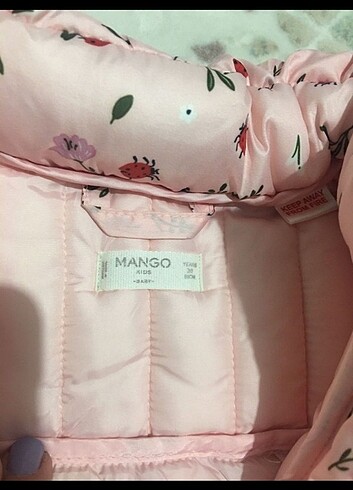 MANGO
KIDS
-BABY-
KEEP AWAY
FROM FIRE